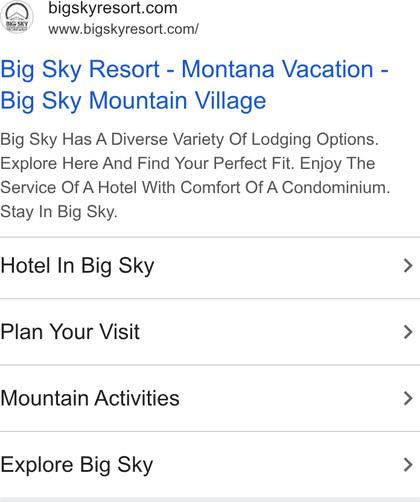 bigskyresort.com
www.bigskyresort.com/
Big Sky Resort - Montana Vacation -
Big Sky Mountain Village
Big Sky Has A Diverse Variety Of Lodging Options.
Explore Here And Find Your Perfect Fit. Enjoy The
Service Of A Hotel With Comfort Of A Condominium.
Stay In Big Sky.
Hotel In Big Sky
Plan Your Visit
Mountain Activities
Explore Big Sky